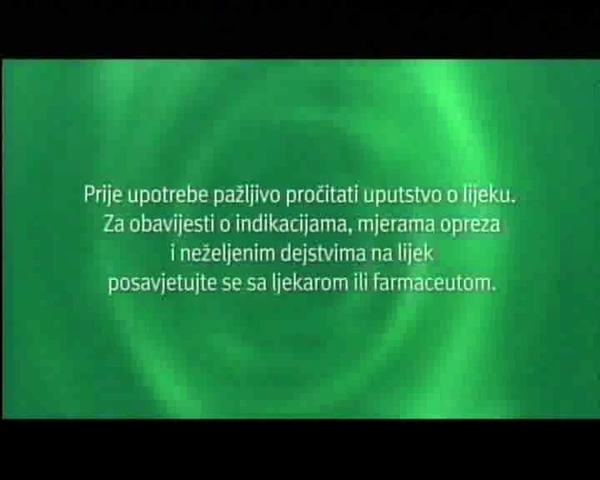 Prije upotrebe pažljivo pročitati uputstvo o lijeku.
Za obavijesti o indikacijama, mjerama opreza
i neželjenim dejstvima na lijek
posavjetujte se sa ljekarom ili farmaceutom.